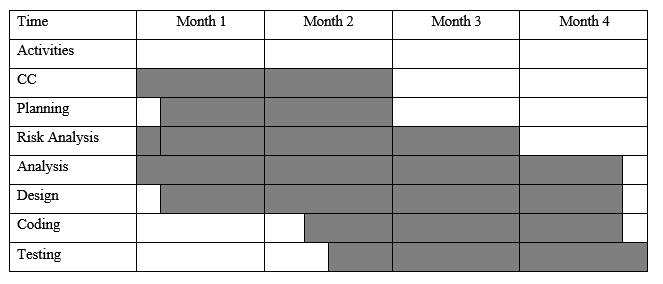 Time Month 1 Month 2 Month 3 Month 4
Activities
CC
Planning
Risk Analysis
Analysis
Design
Coding
Testing